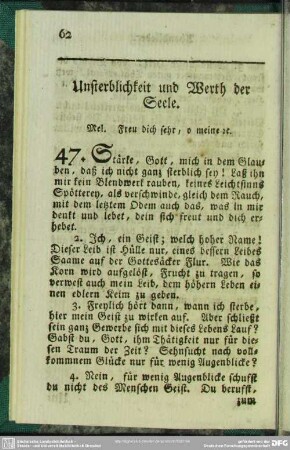 62
Unsterblichkeit und Werth der
Seele.
Mel. Freu dich sehr, o meine ꝛc.
47. Stärke, Gott, mich in dem Glau-
ben, daß ich nicht ganz sterblich sey! Laß ihn
mir kein Blendwerk rauben, keines Leichtsinns
Spötterey, als verschwinde, gleich dem Rauch,
mit dem letztem Odem auch das, was in mir
denkt und lebet, dein sich freut und dich er-
hebet.
2. Ich, ein Geist; welch hoher Name!
Dieser Leib ist Hülle nur, eines bessern Leibes
Saame auf der Gottesäcker Flur. Wie das
Korn wird aufgelöst, Frucht zu tragen, so
verwest auch mein Leib, dem höhern Leben ei-
nen edlern Keim zu geben.
3. Freylich hört dann, wann ich sterbe,
hier mein Geist zu wirken auf. Aber schließt
sein ganz Gewerbe sich mit dieses Lebens Lauf?
Gabst du, Gott, ihm Thätigkeit nur für die-
sen Traum der Zeit? Sehnsucht nach voll-
kommnem Glücke nur für wenig Augenblicke?
4. Nein, für wenig Augenblicke schufst
du nicht des Menschen Geist. Du berufst,
zum